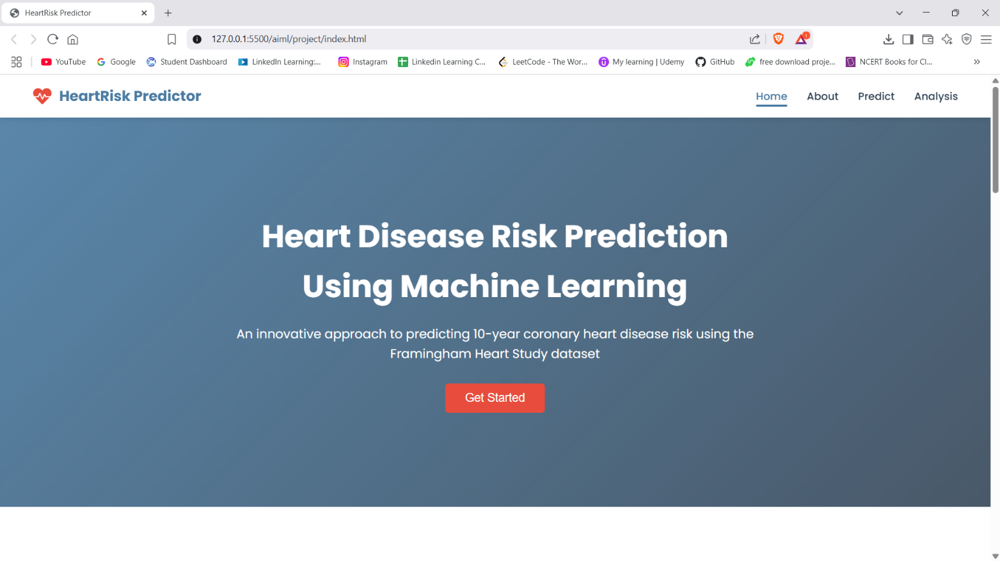 HeartRisk Predictor
127.0.0.1:5500/aiml/project/index.html
1
YouTube
Google
Student Dashboard
LinkedIn Learning:...
Instagram
Linkedin Learning C...
LeetCode - The Wor...
My learning | Udemy
GitHub
free download proje...
NCERT Books for Cl...
HeartRisk Predictor
Home
About
Predict
Analysis
Heart Disease Risk Prediction
Using Machine Learning
An innovative approach to predicting 10-year coronary heart disease risk using the
Framingham Heart Study dataset
Get Started